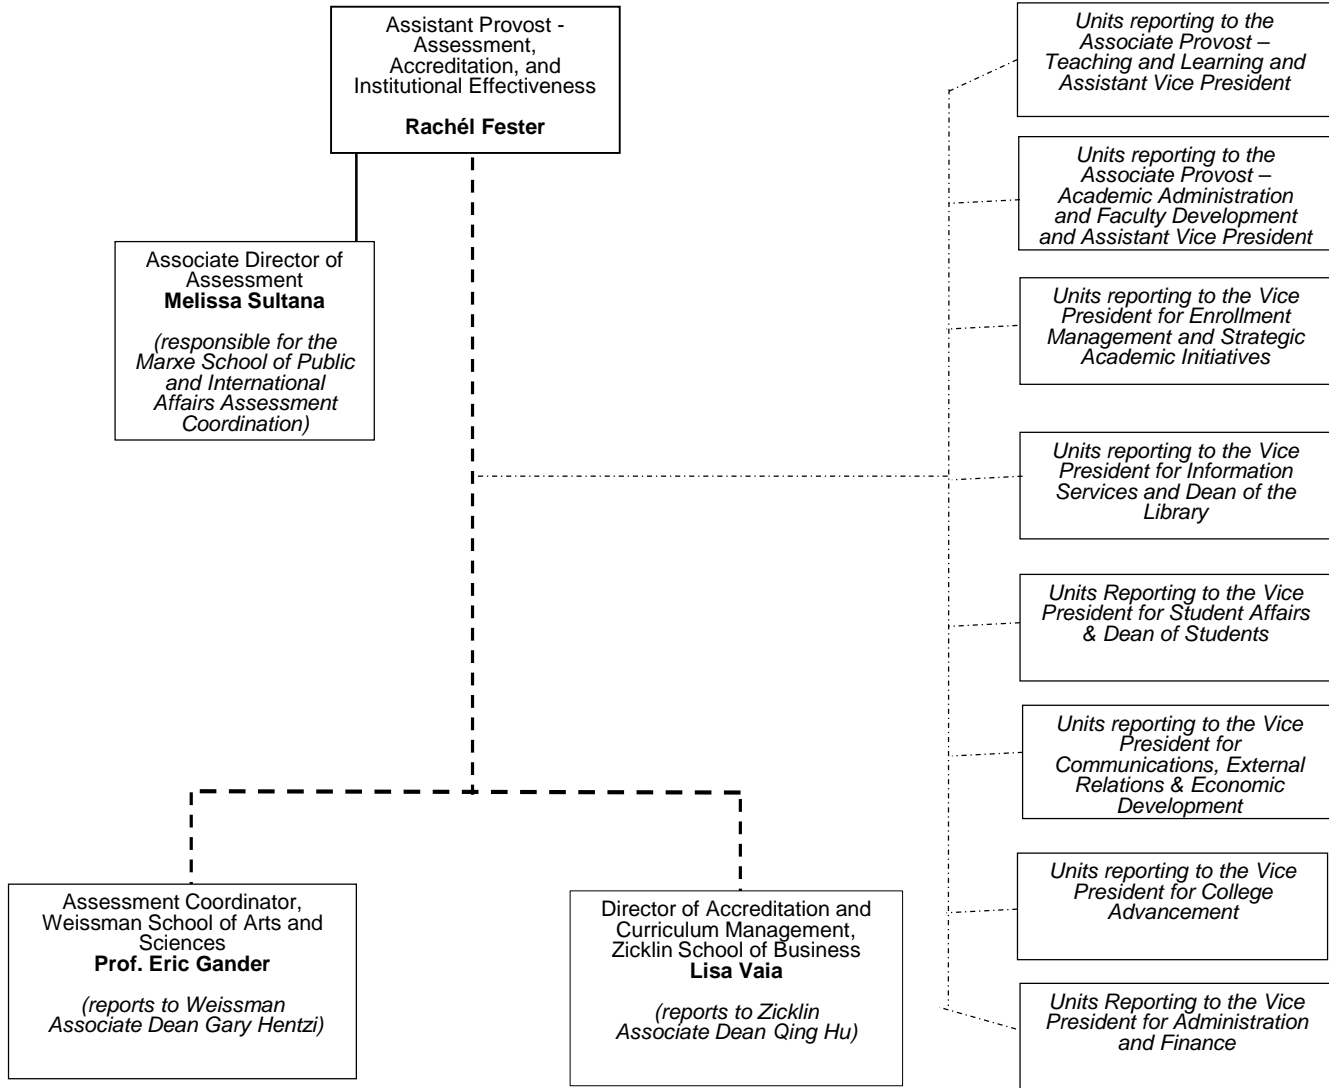 Assistant Provost -
Assessment,
Accreditation, and
Institutional Effectiveness
Rachél Fester
Associate Director of
Assessment
Melissa Sultana
(responsible for the
Marxe School of Public
and International
Affairs Assessment
Coordination)
Assessment Coordinator,
Weissman School of Arts and
Sciences
Prof. Eric Gander
(reports to Weissman
Associate Dean Gary Hentzi)
Director of Accreditation and
Curriculum Management,
Zicklin School of Business
Lisa Vaia
(reports to Zicklin
Associate Dean Qing Hu)
Units reporting to the
Associate Provost –
Teaching and Learning and
Assistant Vice President
Units reporting to the
Associate Provost –
Academic Administration
and Faculty Development
and Assistant Vice President
Units reporting to the Vice
President for Enrollment
Management and Strategic
Academic Initiatives
Units reporting to the Vice
President for Information
Services and Dean of the
Library
Units Reporting to the Vice
President for Student Affairs
& Dean of Students
Units reporting to the Vice
President for
Communications, External
Relations & Economic
Development
Units reporting to the Vice
President for College
Advancement
Units Reporting to the Vice
President for Administration
and Finance